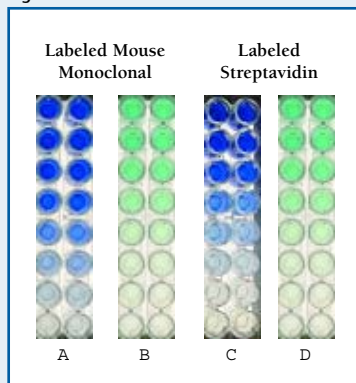 Labeled Mouse
Monoclonal
Labeled
Streptavidin
A
B
C
D